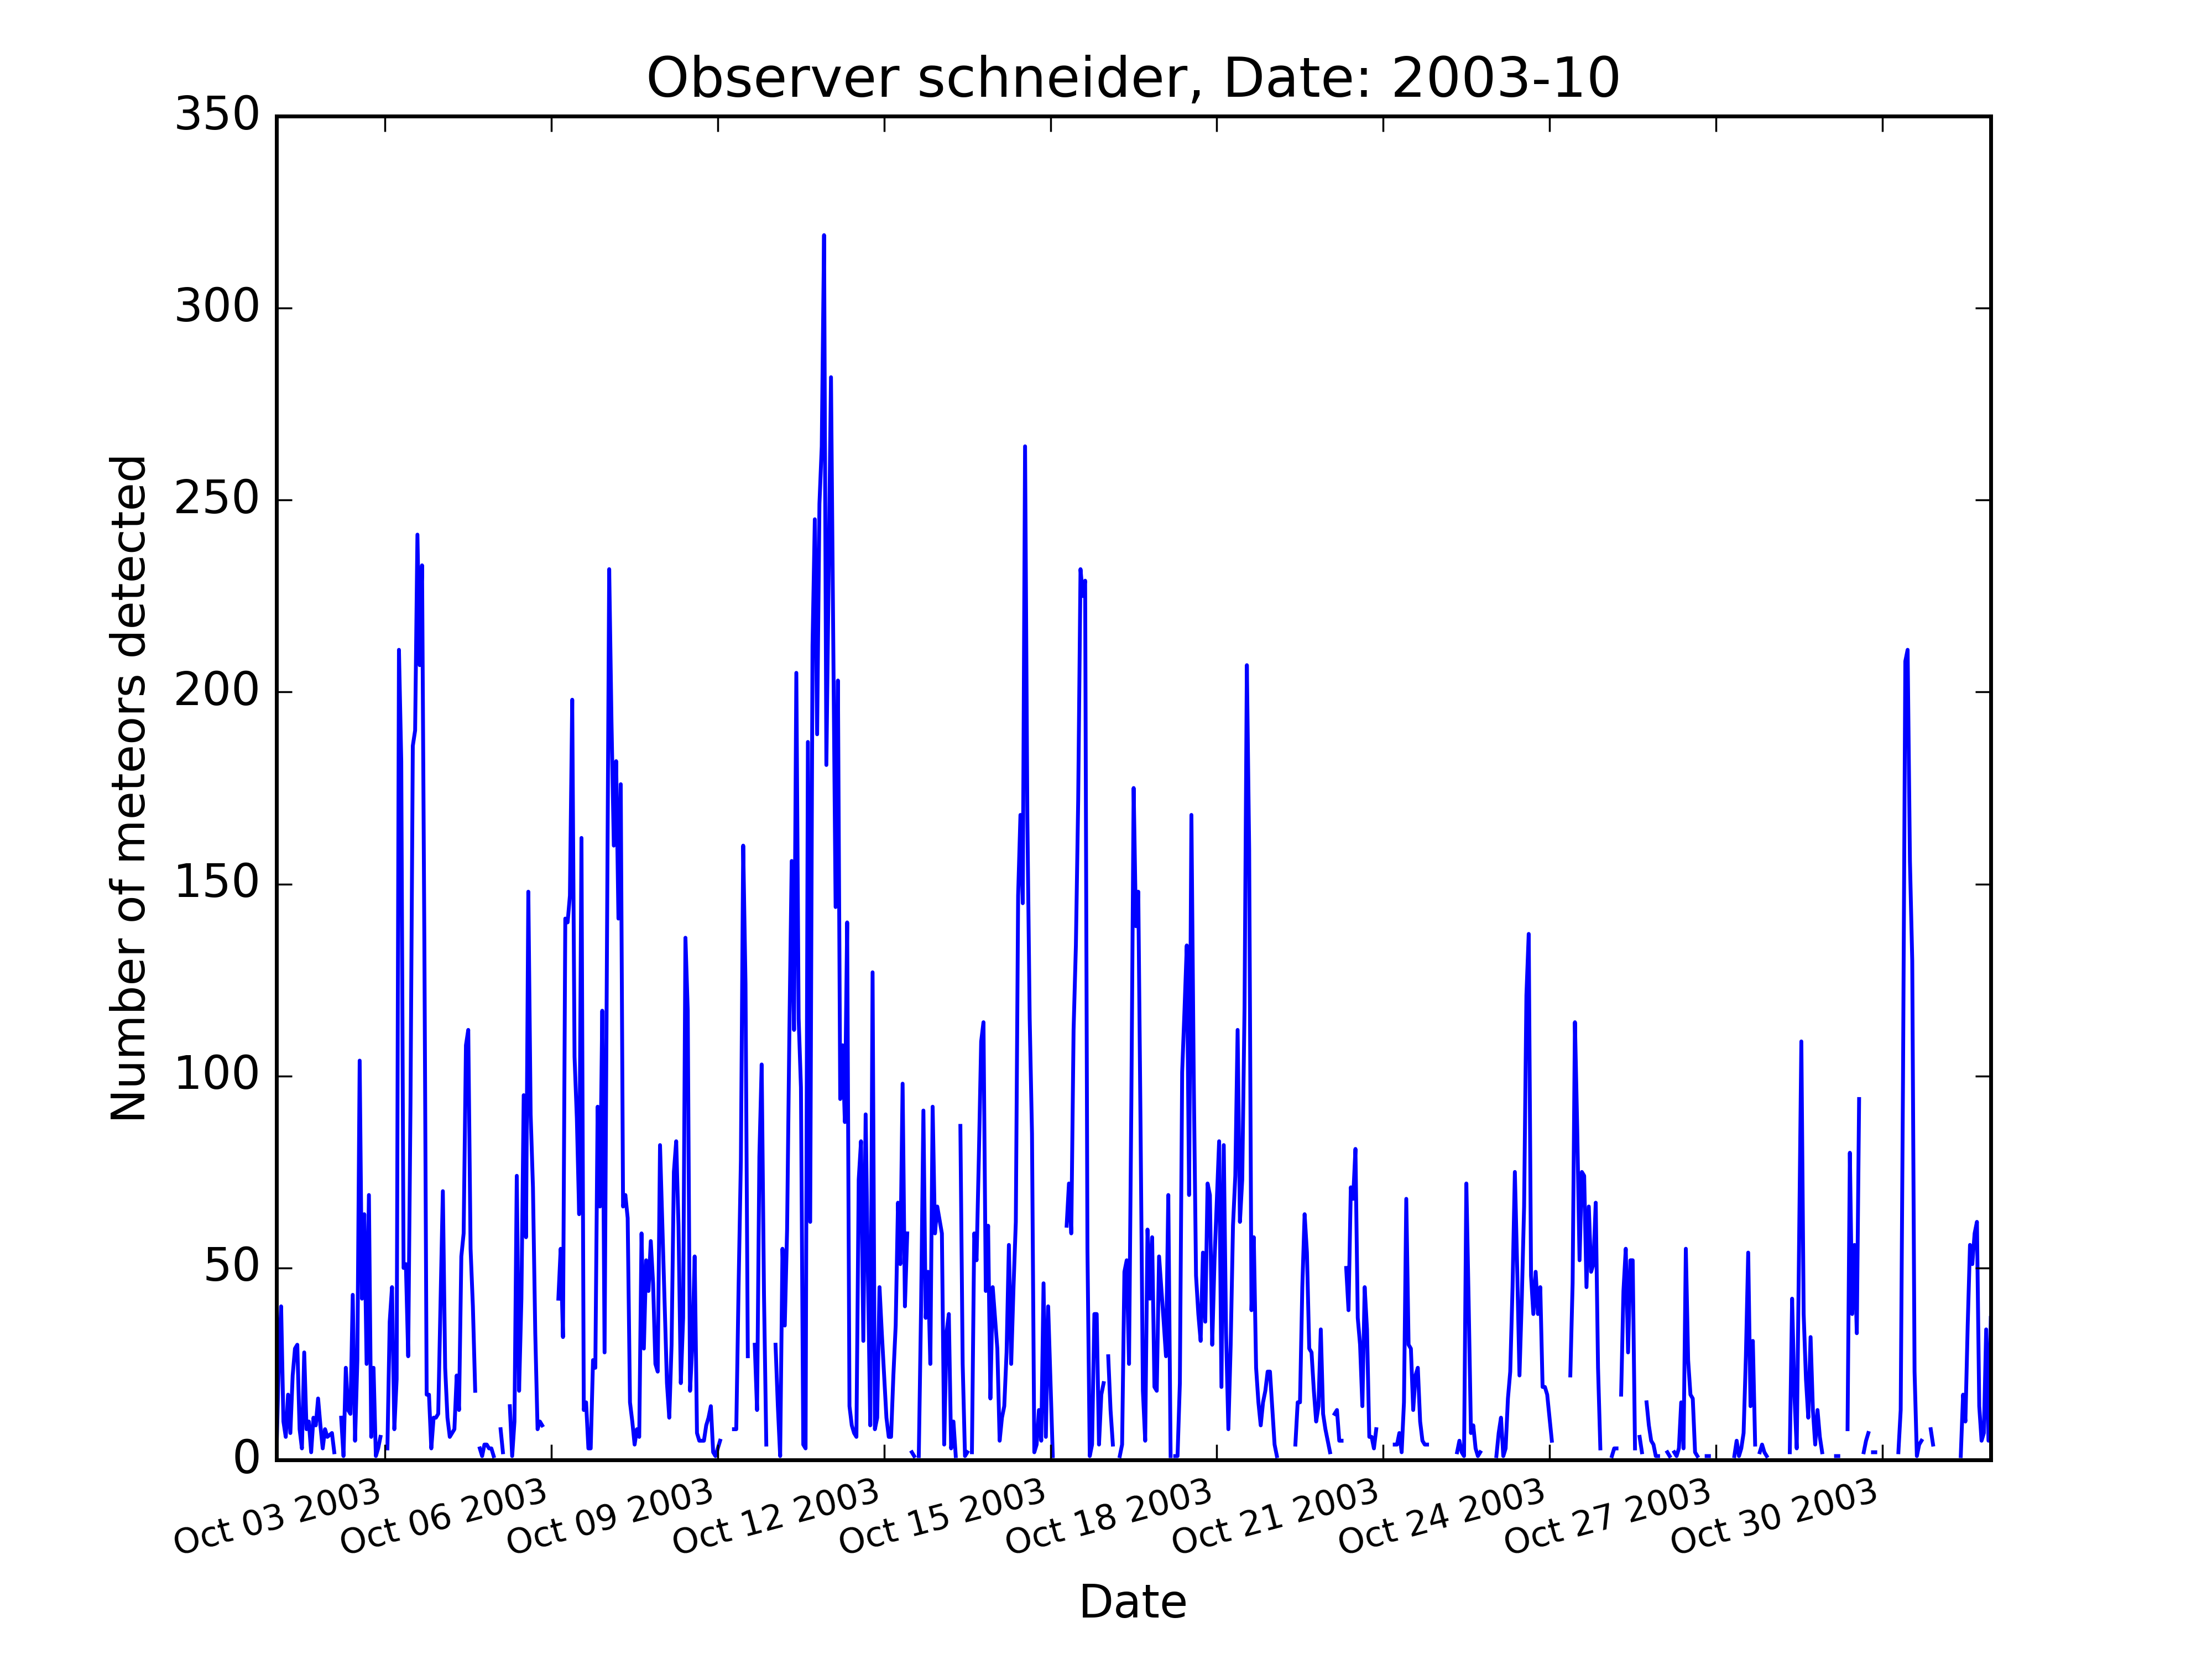 Observer schneider, Date: 2003-10
350
300
250
200
150
100
50
0
Number of meteors detected
Oct 03 2003
Oct 06 2003
Oct 09 2003
Oct 12 2003
Oct 15 2003
Oct 18 2003
Oct 21 2003
Oct 24 2003
Oct 27 2003
Oct 30 2003
Date